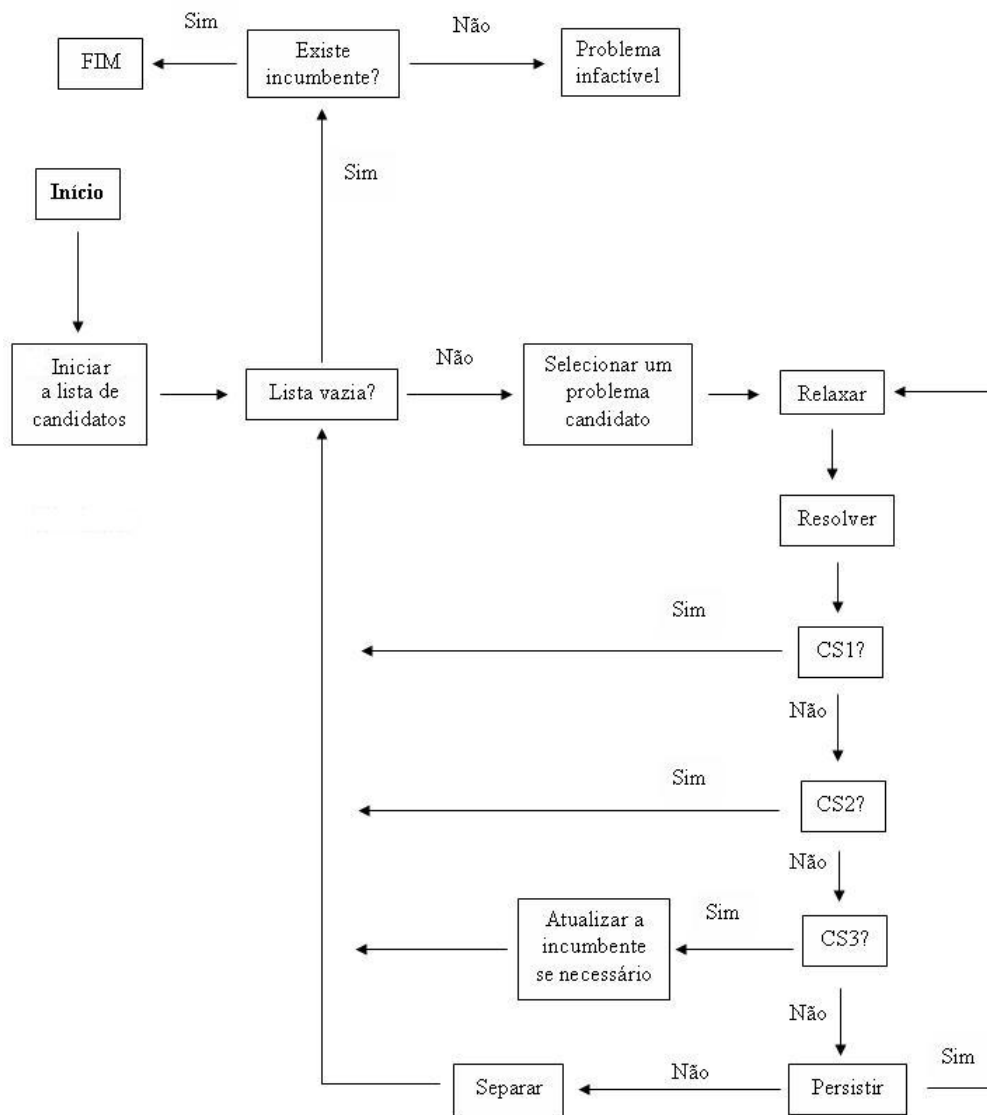 Sim
Não
FIM
Existe
incumbente?
Problema
infactível
Sim
Início
Iniciar
a lista de
candidatos
Lista vazia?
Não
Selecionar um
problema
candidato
Relaxar
Resolver
Sim
CS1?
Não
Sim
CS2?
Não
Atualizar a
incumbente
se necessário
Sim
CS3?
Não
Separar
Não
Persistir
Sim